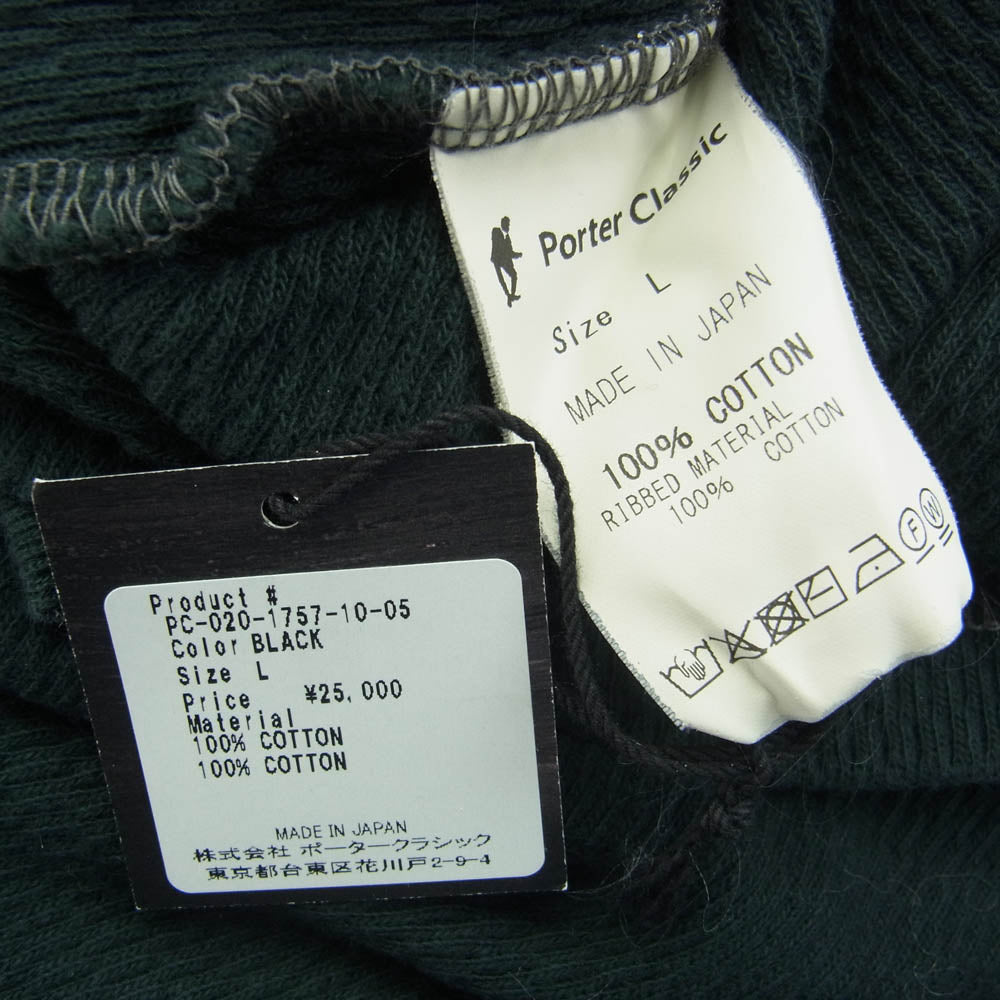 Porter Classic
Size L
MADE IN JAPAN
100% COTTON
RIBBED MATERIAL
100% COTTON
F W
Product #
PC-020-1757-10-05
Color BLACK
Size L
Price ¥25,000
Material
100% COTTON
100% COTTON
MADE IN JAPAN
株式会社 ポータークラシック
東京都台東区花川戸2-9-4